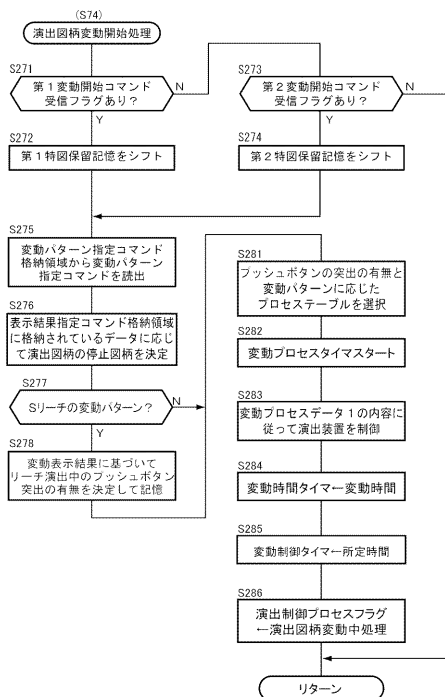 (S74)
演出図柄変動開始処理
S271
第１変動開始コマンド
受信フラグあり？
N
Y
S272
第１特図保留記憶をシフト
S273
第２変動開始コマンド
受信フラグあり？
N
Y
S274
第２特図保留記憶をシフト
S275
変動パターン指定コマンド
格納領域から変動パターン
指定コマンドを読出
S276
表示結果指定コマンド格納領域
に格納されているデータに応じ
て演出図柄の停止図柄を決定
S277
Sリーチの変動パターン？
N
Y
S278
変動表示結果に基づいて
リーチ演出中のプッシュボタン
突出の有無を決定して記憶
S281
プッシュボタンの突出の有無と
変動パターンに応じた
プロセステーブルを選択
S282
変動プロセスタイマスタート
S283
変動プロセスデータ１の内容に
従って演出装置を制御
S284
変動時間タイマ←変動時間
S285
変動制御タイマ←所定時間
S286
演出制御プロセスフラグ
←演出図柄変動中処理
リターン